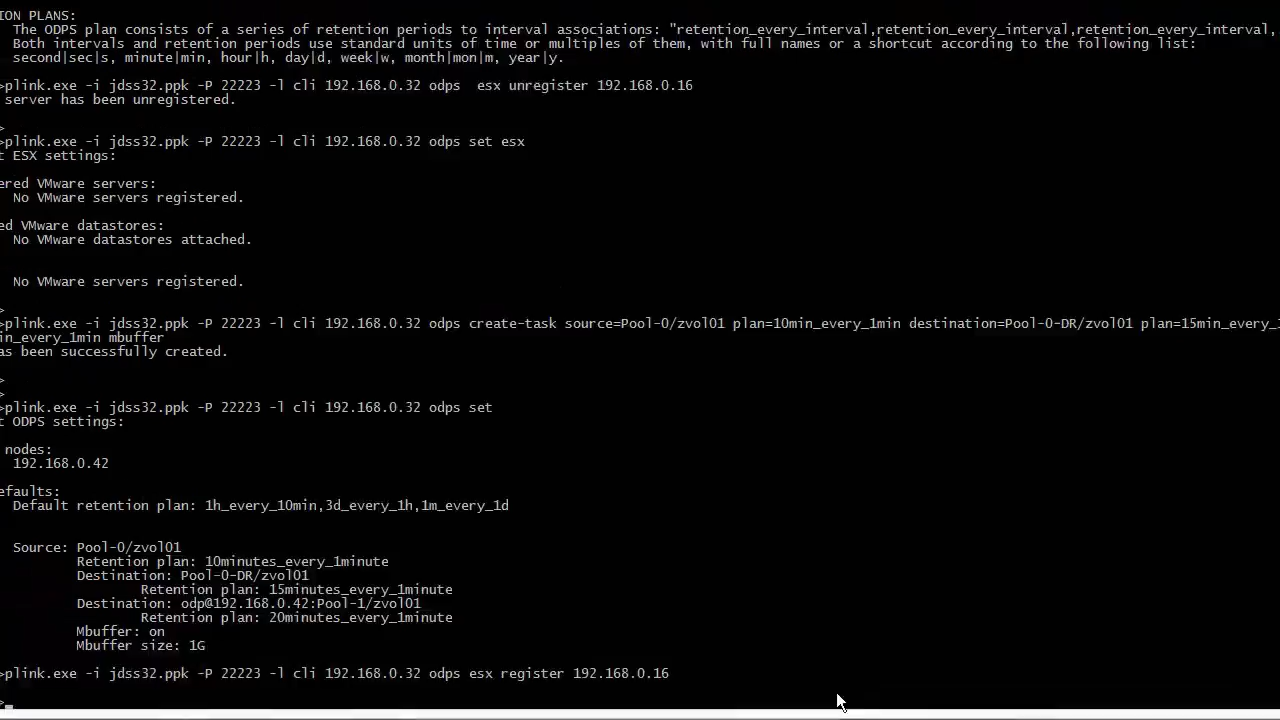 ION PLANS:
The ODPS plan consists of a series of retention periods to interval associations: "retention_every_interval,retention_every_interval,retention_every_interval,
Both intervals and retention periods use standard units of time or multiples of them, with full names or a shortcut according to the following list:
second|sec|s, minute|min, hour|h, day|d, week|w, month|mon|m, year|y.
>plink.exe -i jdss32.ppk -P 22223 -l cli 192.168.0.32 odps  esx unregister 192.168.0.16
server has been unregistered.
>
>plink.exe -i jdss32.ppk -P 22223 -l cli 192.168.0.32 odps set esx
t ESX settings:
ered VMware servers:
No VMware servers registered.
ed VMware datastores:
No VMware datastores attached.
No VMware servers registered.
>
>plink.exe -i jdss32.ppk -P 22223 -l cli 192.168.0.32 odps create-task source=Pool-0/zvol01 plan=10min_every_1min destination=Pool-0-DR/zvol01 plan=15min_every_1
in_every_1min mbuffer
as been successfully created.
>
>
>plink.exe -i jdss32.ppk -P 22223 -l cli 192.168.0.32 odps set
t ODPS settings:
nodes:
192.168.0.42
efaults:
Default retention plan: 1h_every_10min,3d_every_1h,1m_every_1d
Source: Pool-0/zvol01
Retention plan: 10minutes_every_1minute
Destination: Pool-0-DR/zvol01
Retention plan: 15minutes_every_1minute
Destination: odp@192.168.0.42:Pool-1/zvol01
Retention plan: 20minutes_every_1minute
Mbuffer: on
Mbuffer size: 1G
>plink.exe -i jdss32.ppk -P 22223 -l cli 192.168.0.32 odps esx register 192.168.0.16
>